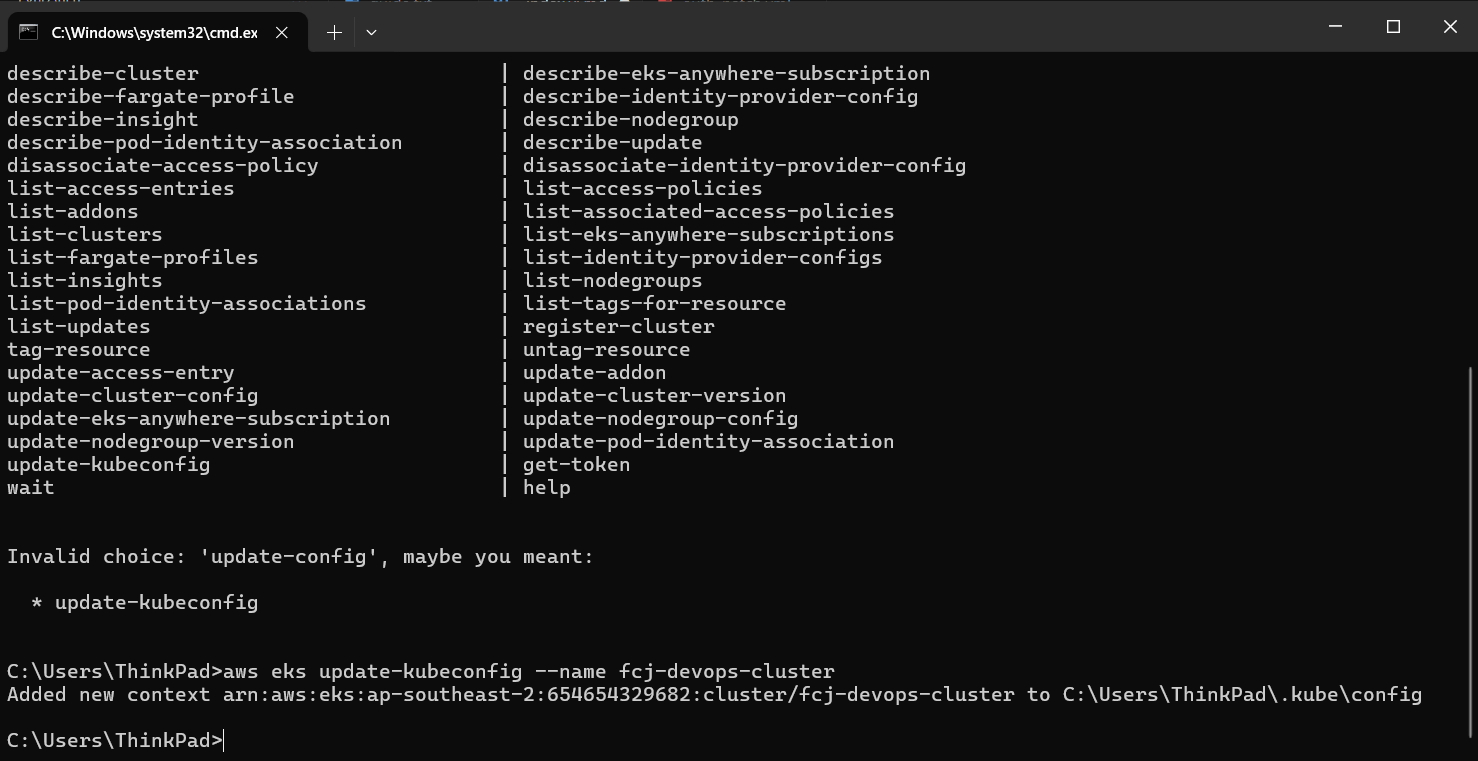 C:\Windows\system32\cmd.ex
describe-cluster | describe-eks-anywhere-subscription
describe-fargate-profile | describe-identity-provider-config
describe-insight | describe-nodegroup
describe-pod-identity-association | describe-update
disassociate-access-policy | disassociate-identity-provider-config
list-access-entries | list-access-policies
list-addons | list-associated-access-policies
list-clusters | list-eks-anywhere-subscriptions
list-fargate-profiles | list-identity-provider-configs
list-insights | list-nodegroups
list-pod-identity-associations | list-tags-for-resource
list-updates | register-cluster
tag-resource | untag-resource
update-access-entry | update-addon
update-cluster-config | update-cluster-version
update-eks-anywhere-subscription | update-nodegroup-config
update-nodegroup-version | update-pod-identity-association
update-kubeconfig | get-token
wait | help
Invalid choice: 'update-config', maybe you meant:
* update-kubeconfig
C:\Users\ThinkPad>aws eks update-kubeconfig --name fcj-devops-cluster
Added new context arn:aws:eks:ap-southeast-2:654654329682:cluster/fcj-devops-cluster to C:\Users\ThinkPad\.kube\config
C:\Users\ThinkPad>